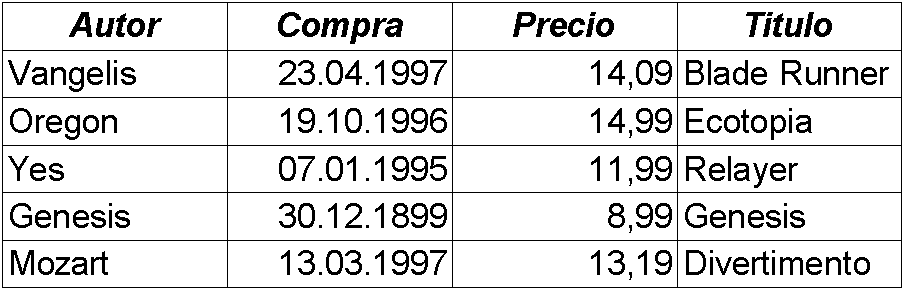 Autor Compra Precio Titulo
Vangelis 23.04.1997 14,09 Blade Runner
Oregon 19.10.1996 14,99 Ecotopia
Yes 07.01.1995 11,99 Relayer
Genesis 30.12.1899 8,99 Genesis
Mozart 13.03.1997 13,19 Divertimento